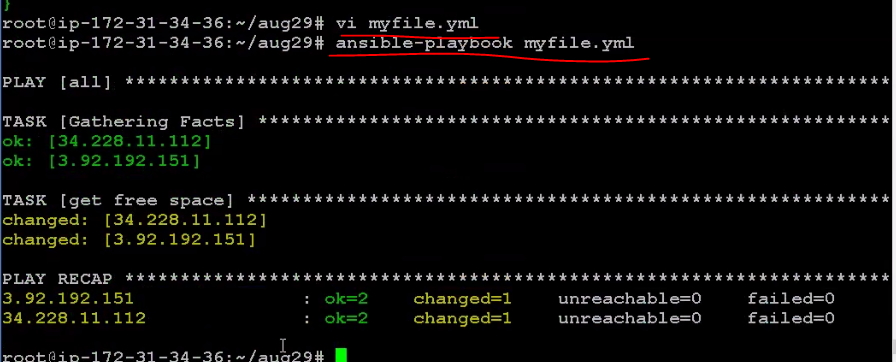 }
root@ip-172-31-34-36:~/aug29# vi myfile.yml
root@ip-172-31-34-36:~/aug29# ansible-playbook myfile.yml
PLAY [all] *********************************************************************
TASK [Gathering Facts] *********************************************************
ok: [34.228.11.112]
ok: [3.92.192.151]
TASK [get free space] **********************************************************
changed: [34.228.11.112]
changed: [3.92.192.151]
PLAY RECAP *********************************************************************
3.92.192.151 : ok=2 changed=1 unreachable=0 failed=0
34.228.11.112 : ok=2 changed=1 unreachable=0 failed=0
root@ip-172-31-34-36:~/aug29#